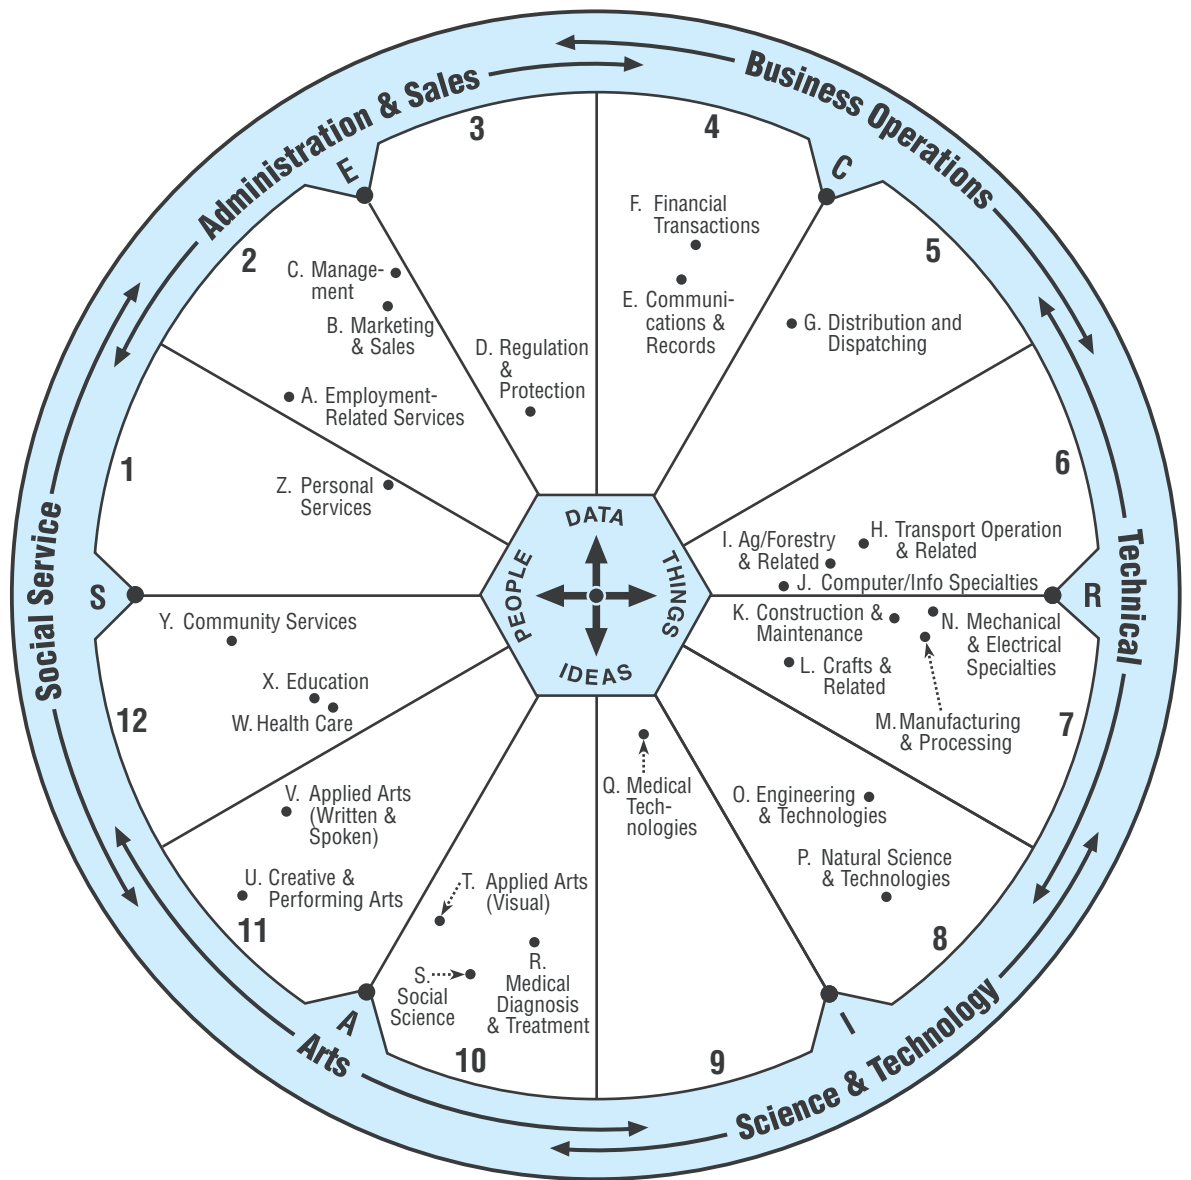 Administration & Sales
Business Operations
Technical
Science & Technology
Arts
Social Service
3
4
E
C
2
5
F. Financial
Transactions
E. Communi-
cations &
Records
C. Manage-
ment
B. Marketing
& Sales
A. Employment-
Related Services
D. Regulation
&
Protection
G. Distribution and
Dispatching
1
6
Z. Personal
Services
DATA
PEOPLE
THINGS
IDEAS
I. Ag/Forestry
& Related
H. Transport Operation
& Related
J. Computer/Info Specialties
S
R
Y. Community Services
K. Construction &
Maintenance
N. Mechanical
& Electrical
Specialties
L. Crafts &
Related
M. Manufacturing
& Processing
X. Education
W. Health Care
12
7
V. Applied Arts
(Written &
Spoken)
U. Creative &
Performing Arts
11
Q. Medical
Tech-
nologies
O. Engineering
& Technologies
P. Natural Science
& Technologies
8
T. Applied Arts
(Visual)
S.
Social
Science
R.
Medical
Diagnosis
& Treatment
A
I
10
9